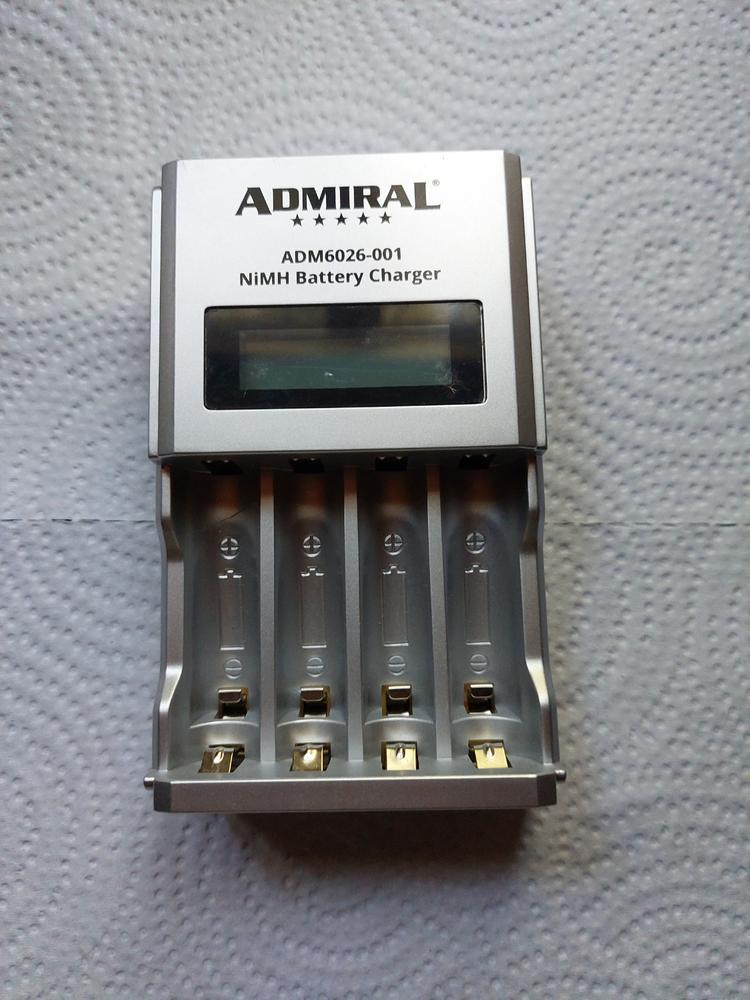 ADMIRAL®
★★★★★
ADM6026-001
NiMH Battery Charger